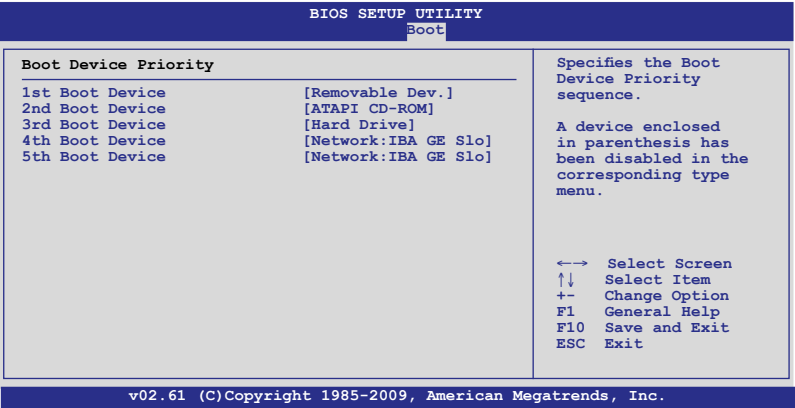 BIOS SETUP UTILITY
Boot
Boot Device Priority
1st Boot Device [Removable Dev.]
2nd Boot Device [ATAPI CD-ROM]
3rd Boot Device [Hard Drive]
4th Boot Device [Network:IBA GE Slo]
5th Boot Device [Network:IBA GE Slo]
Specifies the Boot
Device Priority
sequence.
A device enclosed
in parenthesis has
been disabled in the
corresponding type
menu.
←→ Select Screen
↑↓ Select Item
+- Change Option
F1 General Help
F10 Save and Exit
ESC Exit
v02.61 (C)Copyright 1985-2009, American Megatrends, Inc.